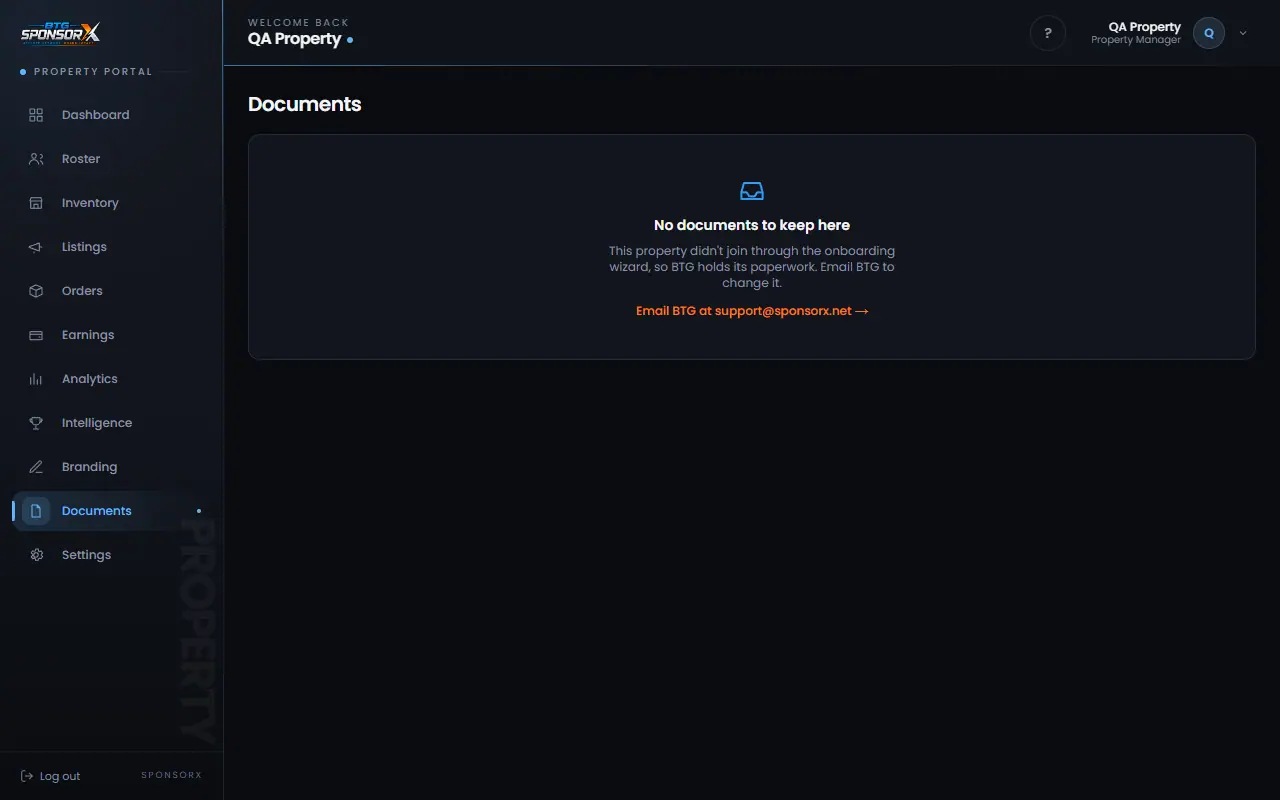 BTG
SPONSORX
PROPERTY PORTAL
Dashboard
Roster
Inventory
Listings
Orders
Earnings
Analytics
Intelligence
Branding
Documents
Settings
PROPERTY
Log out
SPONSORX
WELCOME BACK
QA Property
?
QA Property
Property Manager
Q
Documents
No documents to keep here
This property didn't join through the onboarding
wizard, so BTG holds its paperwork. Email BTG to
change it.
Email BTG at support@sponsorx.net →